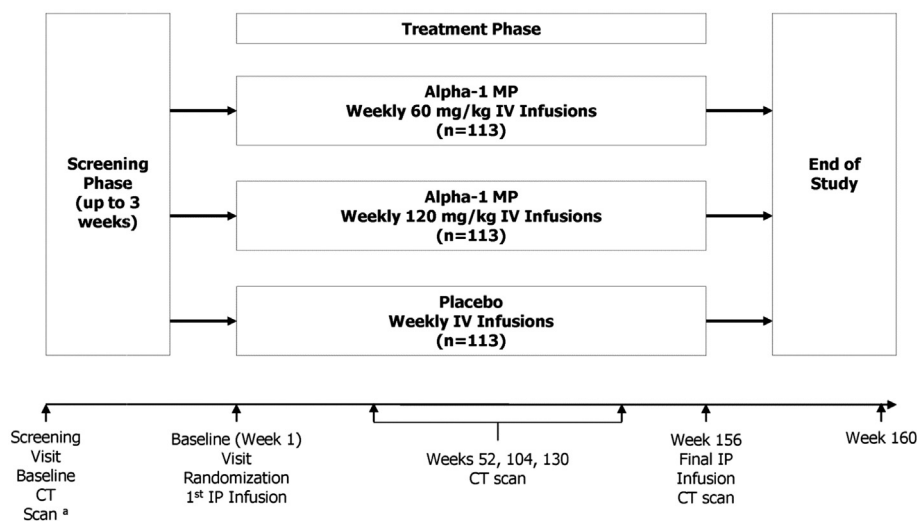 Treatment Phase
Alpha-1 MP
Weekly 60 mg/kg IV Infusions
(n=113)
Screening
Phase
(up to 3
weeks)
Alpha-1 MP
Weekly 120 mg/kg IV Infusions
(n=113)
End of
Study
Placebo
Weekly IV Infusions
(n=113)
Screening
Visit
Baseline
CT
Scan a
Baseline (Week 1)
Visit
Randomization
1st IP Infusion
Weeks 52, 104, 130
CT scan
Week 156
Final IP
Infusion
CT scan
Week 160